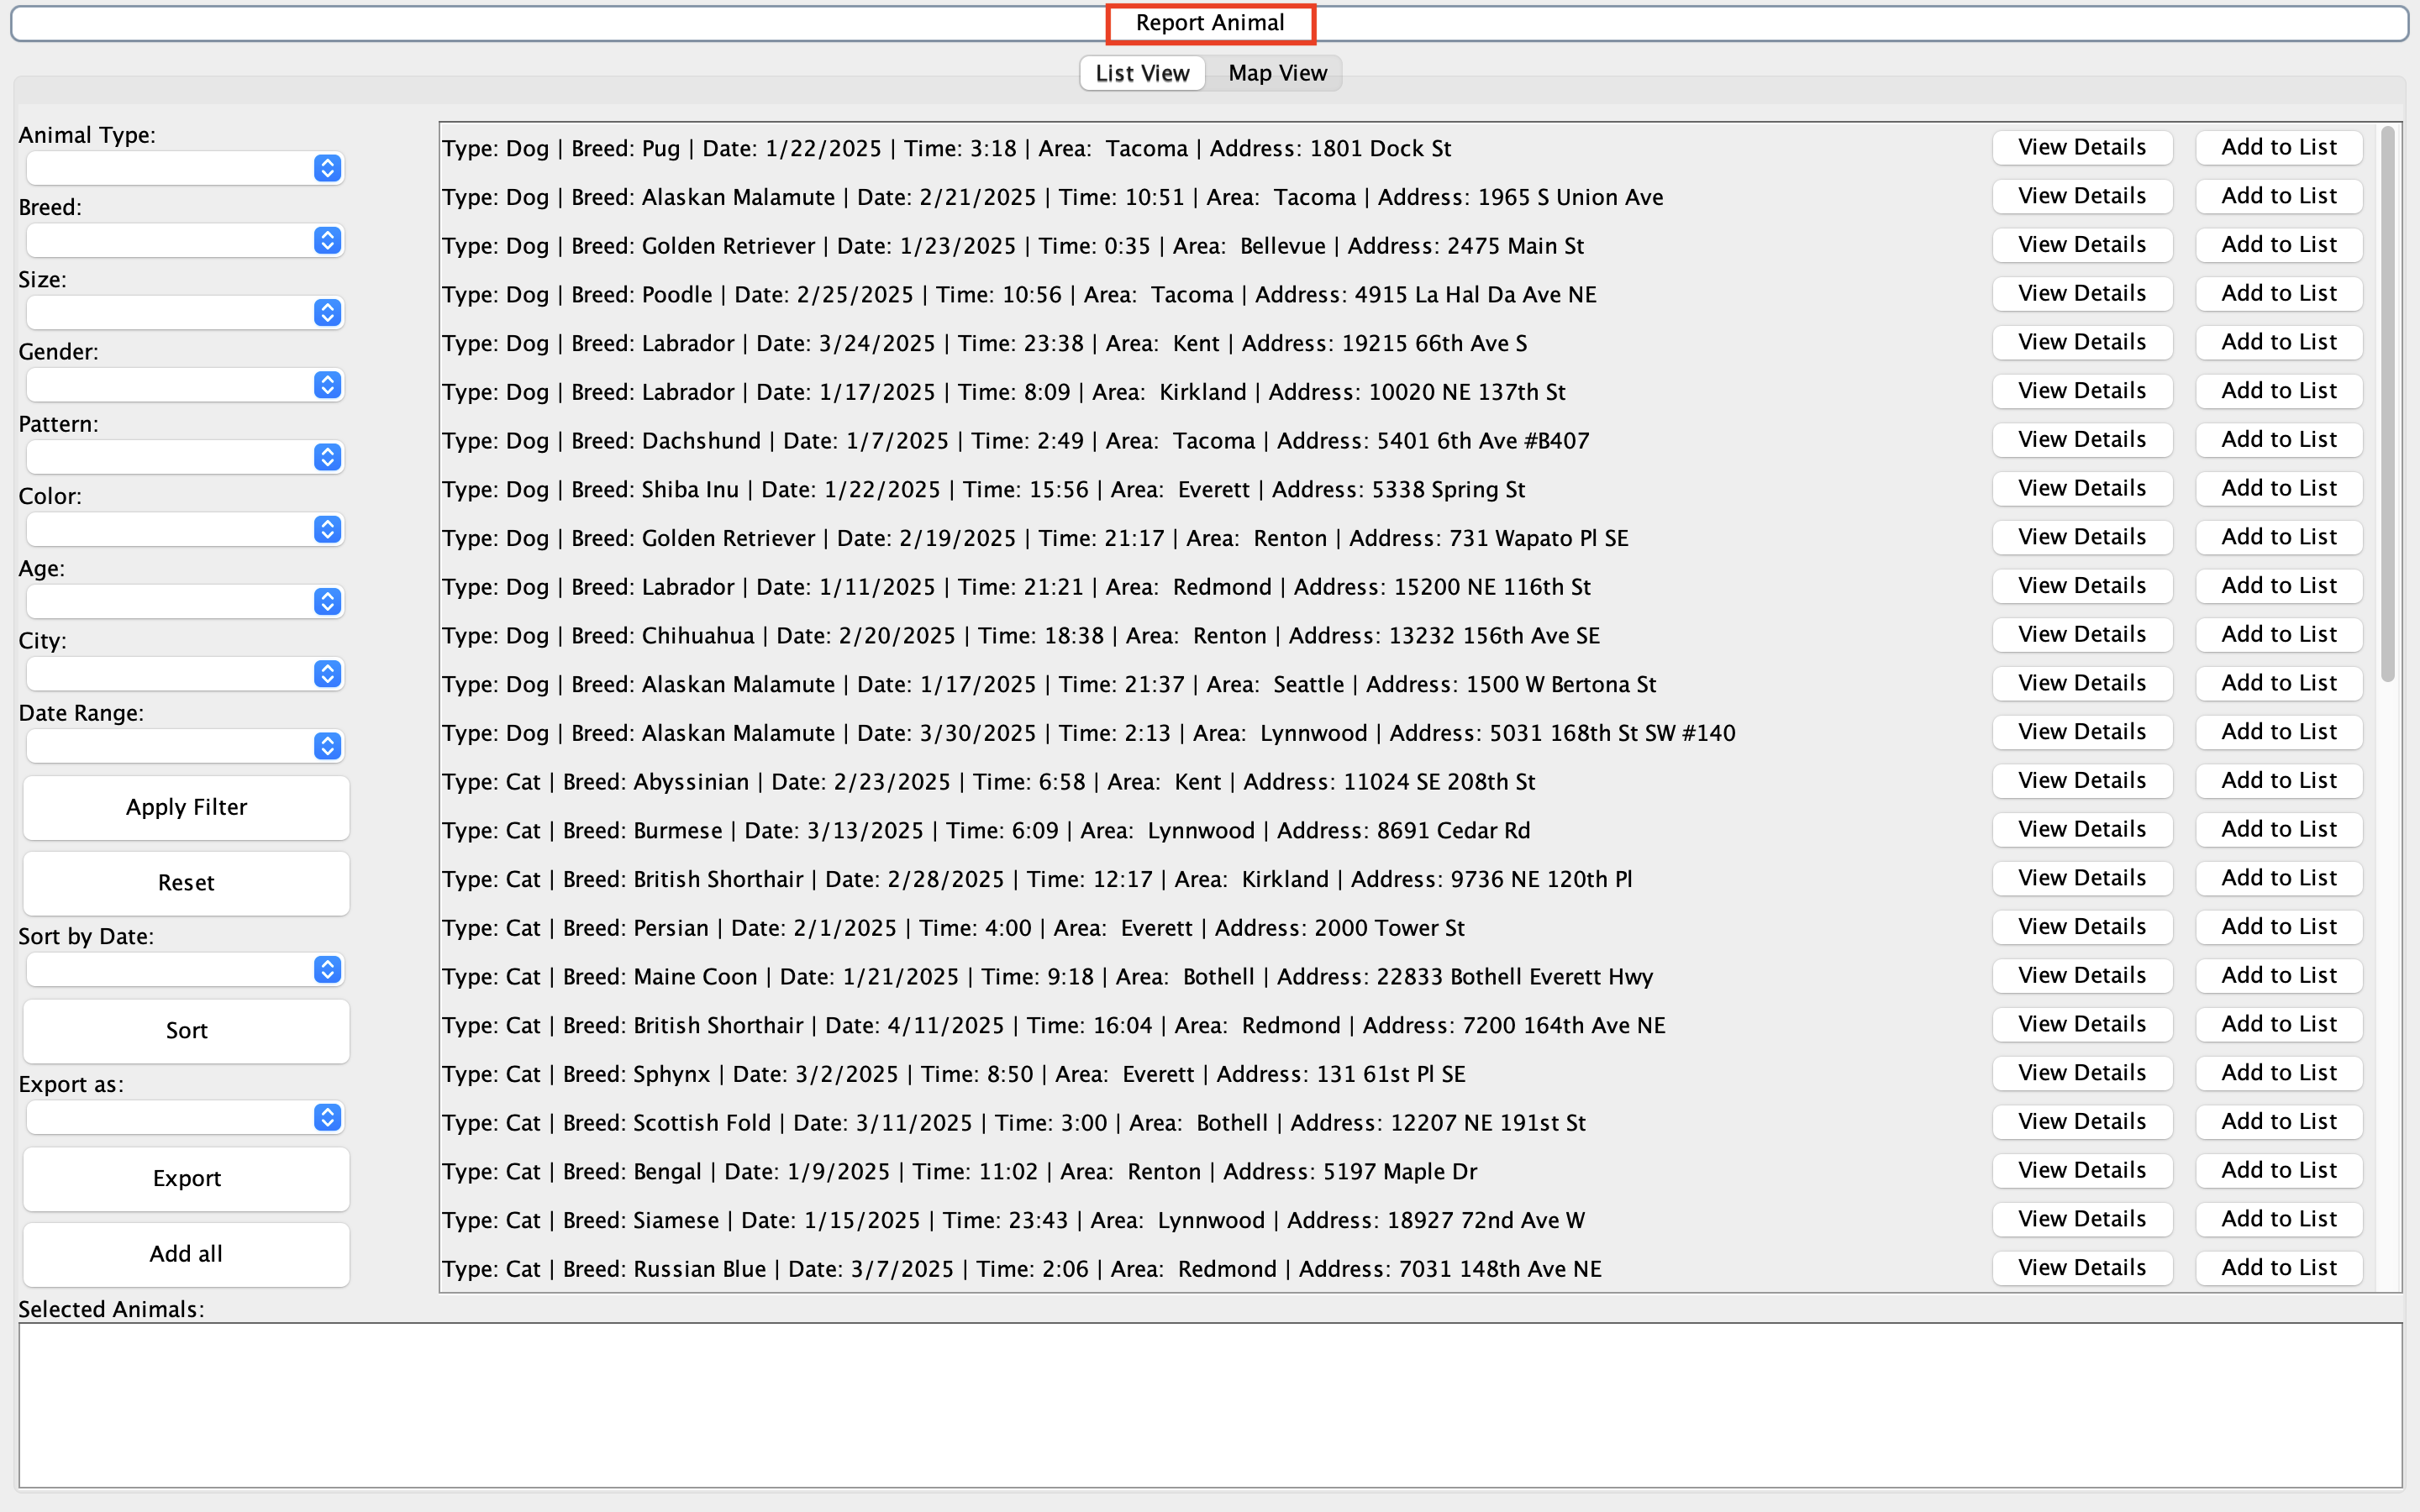 Report Animal
List View Map View
Animal Type:
Breed:
Size:
Gender:
Pattern:
Color:
Age:
City:
Date Range:
Apply Filter
Reset
Sort by Date:
Sort
Export as:
Export
Add all
Type: Dog | Breed: Pug | Date: 1/22/2025 | Time: 3:18 | Area:  Tacoma | Address: 1801 Dock St View Details Add to List
Type: Dog | Breed: Alaskan Malamute | Date: 2/21/2025 | Time: 10:51 | Area:  Tacoma | Address: 1965 S Union Ave View Details Add to List
Type: Dog | Breed: Golden Retriever | Date: 1/23/2025 | Time: 0:35 | Area:  Bellevue | Address: 2475 Main St View Details Add to List
Type: Dog | Breed: Poodle | Date: 2/25/2025 | Time: 10:56 | Area:  Tacoma | Address: 4915 La Hal Da Ave NE View Details Add to List
Type: Dog | Breed: Labrador | Date: 3/24/2025 | Time: 23:38 | Area:  Kent | Address: 19215 66th Ave S View Details Add to List
Type: Dog | Breed: Labrador | Date: 1/17/2025 | Time: 8:09 | Area:  Kirkland | Address: 10020 NE 137th St View Details Add to List
Type: Dog | Breed: Dachshund | Date: 1/7/2025 | Time: 2:49 | Area:  Tacoma | Address: 5401 6th Ave #B407 View Details Add to List
Type: Dog | Breed: Shiba Inu | Date: 1/22/2025 | Time: 15:56 | Area:  Everett | Address: 5338 Spring St View Details Add to List
Type: Dog | Breed: Golden Retriever | Date: 2/19/2025 | Time: 21:17 | Area:  Renton | Address: 731 Wapato Pl SE View Details Add to List
Type: Dog | Breed: Labrador | Date: 1/11/2025 | Time: 21:21 | Area:  Redmond | Address: 15200 NE 116th St View Details Add to List
Type: Dog | Breed: Chihuahua | Date: 2/20/2025 | Time: 18:38 | Area:  Renton | Address: 13232 156th Ave SE View Details Add to List
Type: Dog | Breed: Alaskan Malamute | Date: 1/17/2025 | Time: 21:37 | Area:  Seattle | Address: 1500 W Bertona St View Details Add to List
Type: Dog | Breed: Alaskan Malamute | Date: 3/30/2025 | Time: 2:13 | Area:  Lynnwood | Address: 5031 168th St SW #140 View Details Add to List
Type: Cat | Breed: Abyssinian | Date: 2/23/2025 | Time: 6:58 | Area:  Kent | Address: 11024 SE 208th St View Details Add to List
Type: Cat | Breed: Burmese | Date: 3/13/2025 | Time: 6:09 | Area:  Lynnwood | Address: 8691 Cedar Rd View Details Add to List
Type: Cat | Breed: British Shorthair | Date: 2/28/2025 | Time: 12:17 | Area:  Kirkland | Address: 9736 NE 120th Pl View Details Add to List
Type: Cat | Breed: Persian | Date: 2/1/2025 | Time: 4:00 | Area:  Everett | Address: 2000 Tower St View Details Add to List
Type: Cat | Breed: Maine Coon | Date: 1/21/2025 | Time: 9:18 | Area:  Bothell | Address: 22833 Bothell Everett Hwy View Details Add to List
Type: Cat | Breed: British Shorthair | Date: 4/11/2025 | Time: 16:04 | Area:  Redmond | Address: 7200 164th Ave NE View Details Add to List
Type: Cat | Breed: Sphynx | Date: 3/2/2025 | Time: 8:50 | Area:  Everett | Address: 131 61st Pl SE View Details Add to List
Type: Cat | Breed: Scottish Fold | Date: 3/11/2025 | Time: 3:00 | Area:  Bothell | Address: 12207 NE 191st St View Details Add to List
Type: Cat | Breed: Bengal | Date: 1/9/2025 | Time: 11:02 | Area:  Renton | Address: 5197 Maple Dr View Details Add to List
Type: Cat | Breed: Siamese | Date: 1/15/2025 | Time: 23:43 | Area:  Lynnwood | Address: 18927 72nd Ave W View Details Add to List
Type: Cat | Breed: Russian Blue | Date: 3/7/2025 | Time: 2:06 | Area:  Redmond | Address: 7031 148th Ave NE View Details Add to List
Selected Animals: